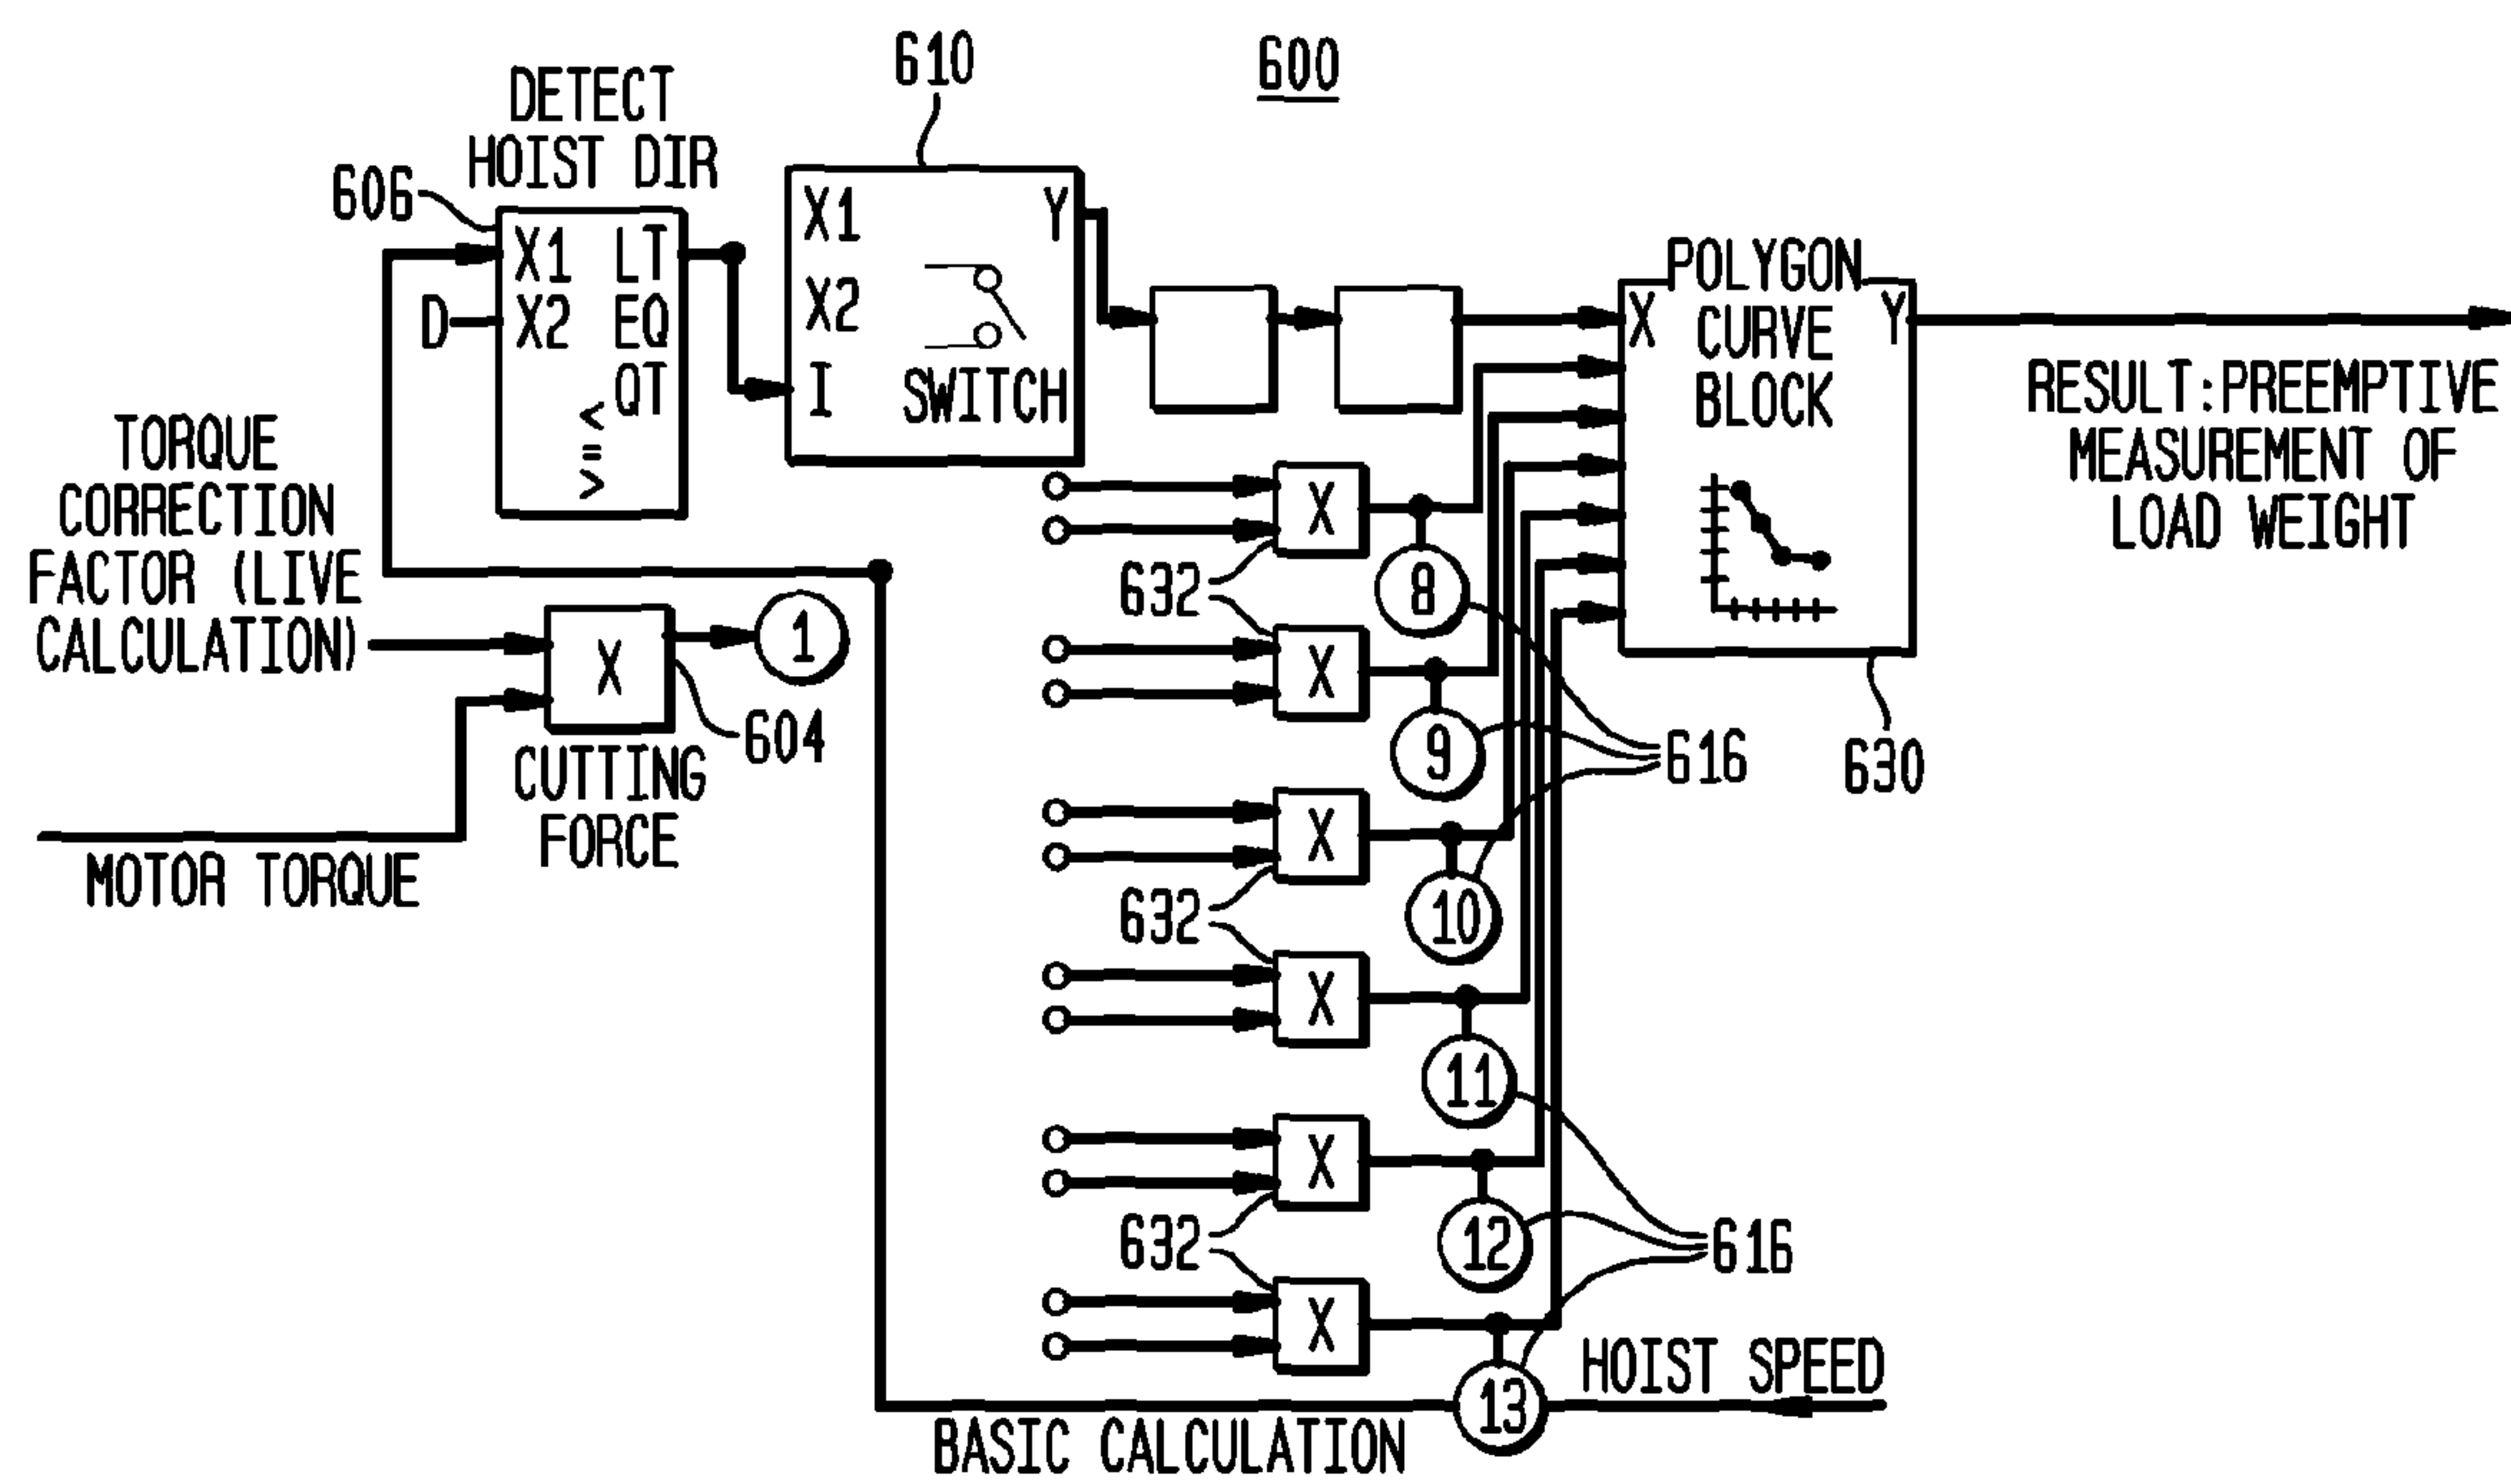 600
610
DETECT
HOIST DIR
606
X1 LT
X2 EQ
QT
<
=
>
D
X1 Y
X2
I SWITCH
POLYGON
CURVE
BLOCK
X Y
RESULT:PREEMPTIVE
MEASUREMENT OF
LOAD WEIGHT
TORQUE
CORRECTION
FACTOR (LIVE
CALCULATION)
X
1
604
CUTTING
FORCE
MOTOR TORQUE
X
8
632
X
9
616
630
X
10
632
X
11
X
12
632
616
X
13
HOIST SPEED
BASIC CALCULATION